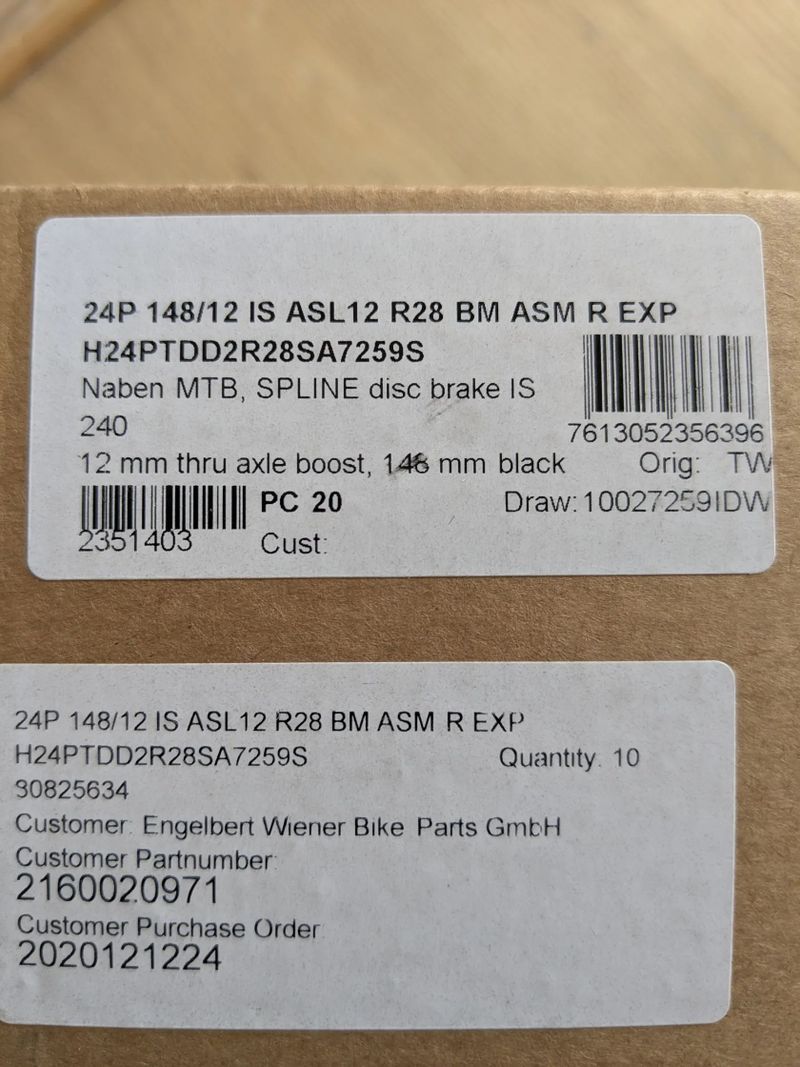 24P 148/12 IS ASL12 R28 BM ASM R EXP
H24PTDD2R28SA7259S
Naben MTB, SPLINE disc brake IS
240
7613052356396
12 mm thru axle boost, 148 mm black Orig: TW
PC 20 Draw:10027259IDW
2351403
Cust:
24P 148/12 IS ASL12 R28 BM ASM R EXP
H24PTDD2R28SA7259S Quantity: 10
30825634
Customer: Engelbert Wiener Bike Parts GmbH
Customer Partnumber
2160020971
Customer Purchase Order
2020121224